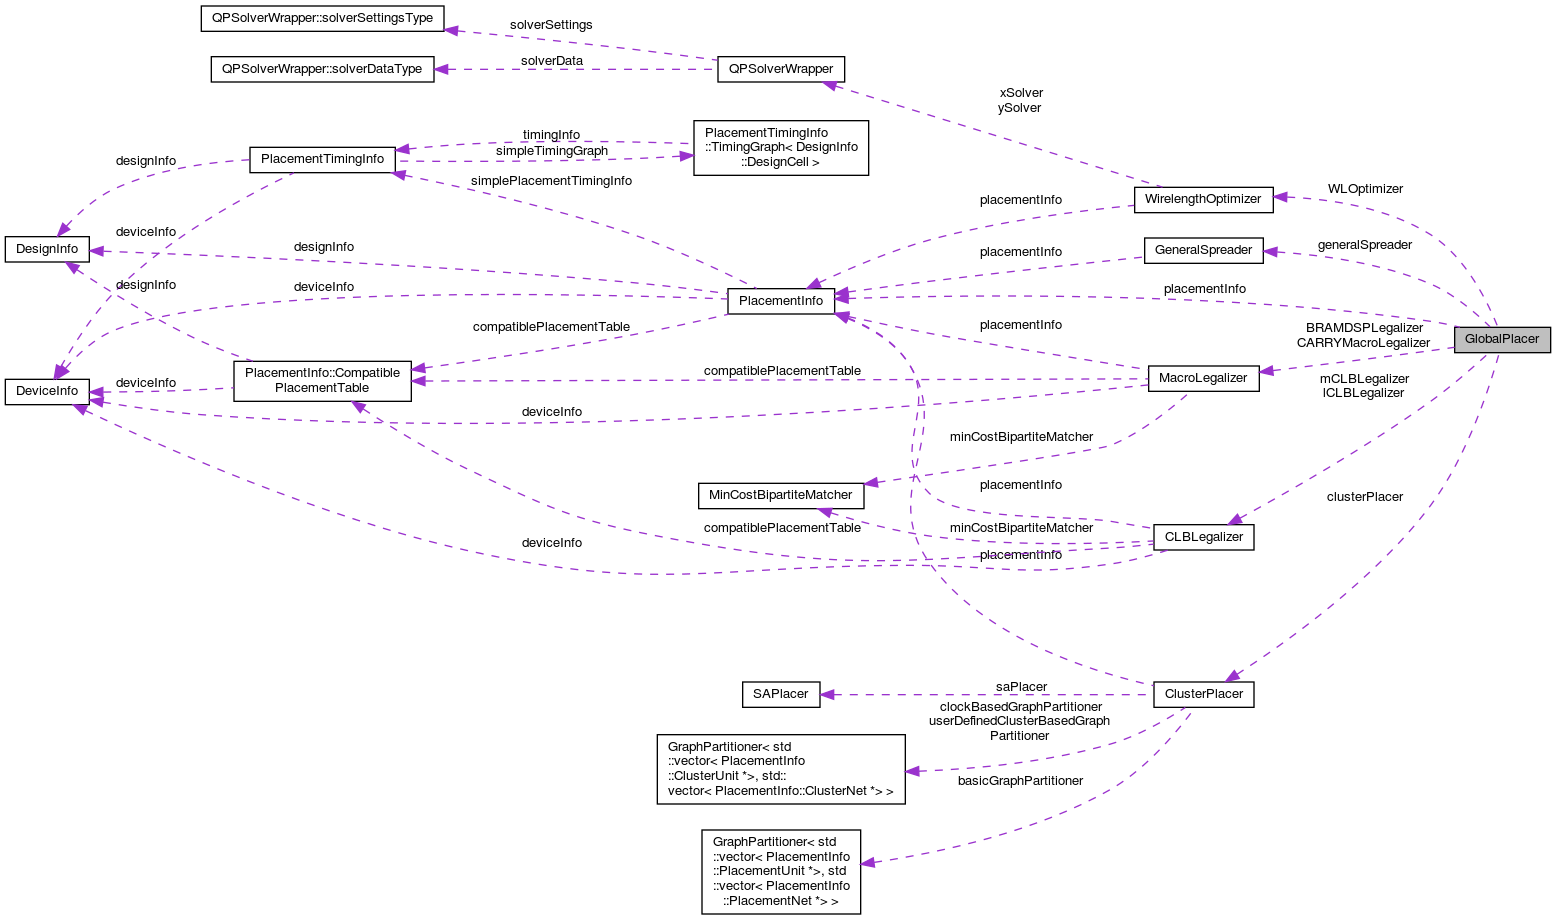 QPSolverWrapper::solverSettingsType
solverSettings
QPSolverWrapper::solverDataType
solverData
QPSolverWrapper
xSolver
ySolver
PlacementTimingInfo
::TimingGraph< DesignInfo
::DesignCell >
timingInfo
simpleTimingGraph
PlacementTimingInfo
designInfo
simplePlacementTimingInfo
placementInfo
WirelengthOptimizer
WLOptimizer
deviceInfo
DesignInfo
designInfo
placementInfo
GeneralSpreader
generalSpreader
designInfo
deviceInfo
PlacementInfo
placementInfo
compatiblePlacementTable
placementInfo
BRAMDSPLegalizer
CARRYMacroLegalizer
GlobalPlacer
PlacementInfo::Compatible
PlacementTable
compatiblePlacementTable
MacroLegalizer
mCLBLegalizer
lCLBLegalizer
DeviceInfo
deviceInfo
deviceInfo
minCostBipartiteMatcher
MinCostBipartiteMatcher
placementInfo
clusterPlacer
compatiblePlacementTable
minCostBipartiteMatcher
CLBLegalizer
deviceInfo
placementInfo
SAPlacer
saPlacer
ClusterPlacer
clockBasedGraphPartitioner
userDefinedClusterBasedGraph
Partitioner
GraphPartitioner< std
::vector< PlacementInfo
::ClusterUnit *>, std::
vector< PlacementInfo::ClusterNet *> >
basicGraphPartitioner
GraphPartitioner< std
::vector< PlacementInfo
::PlacementUnit *>, std
::vector< PlacementInfo
::PlacementNet *> >